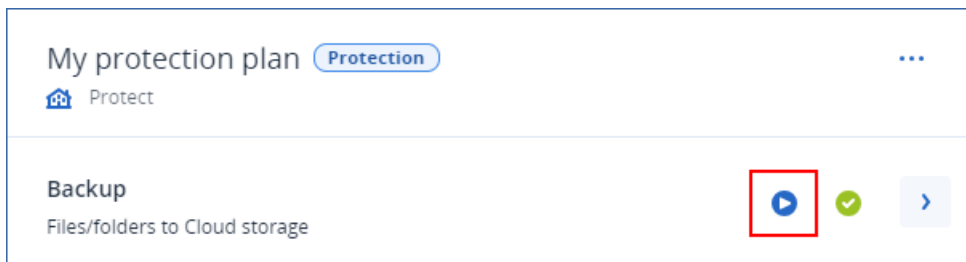 My protection plan Protection
Protect
Backup
Files/folders to Cloud storage